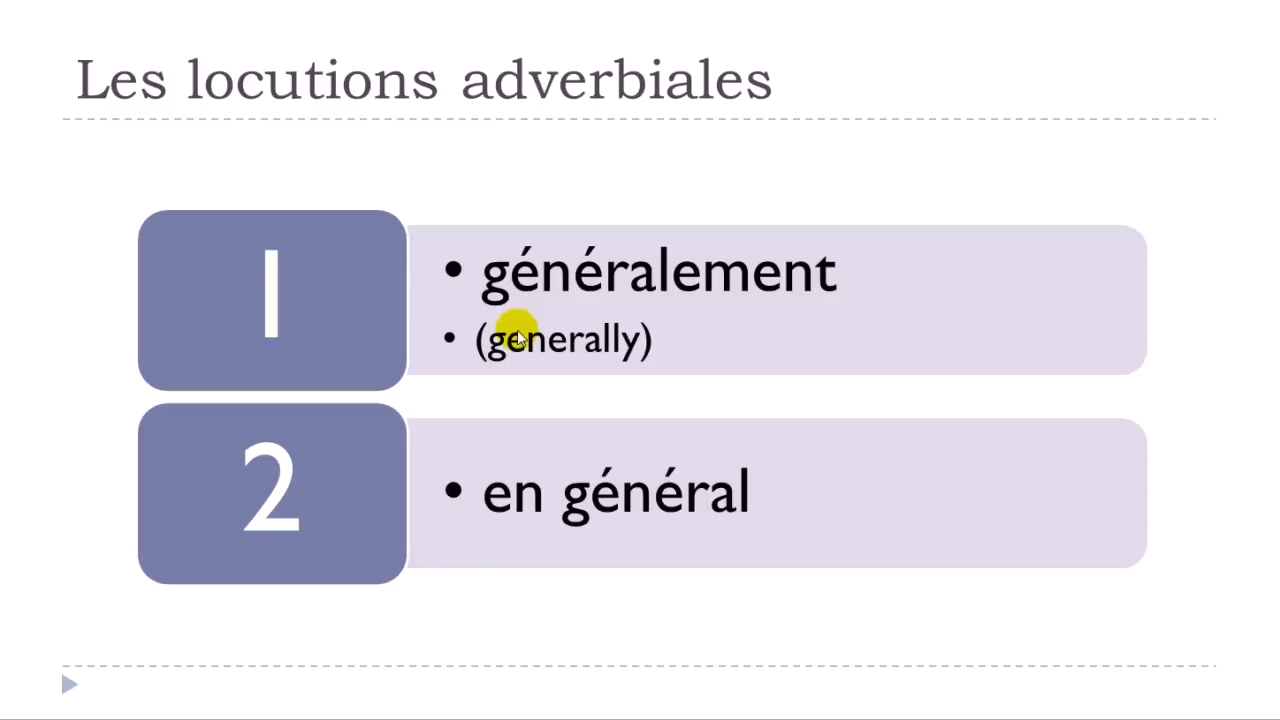 Les locutions adverbiales
1
• généralement
• (generally)
2
• en général